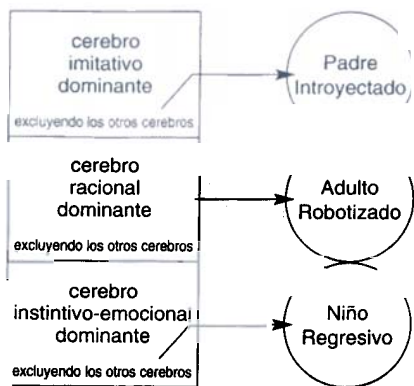 cerebro
imitativo
dominante
excluyendo los otros cerebros
Padre
Introyectado
cerebro
racional
dominante
excluyendo los otros cerebros
Adulto
Robotizado
cerebro
instintivo-emocional
dominante
excluyendo los otros cerebros
Niño
Regresivo